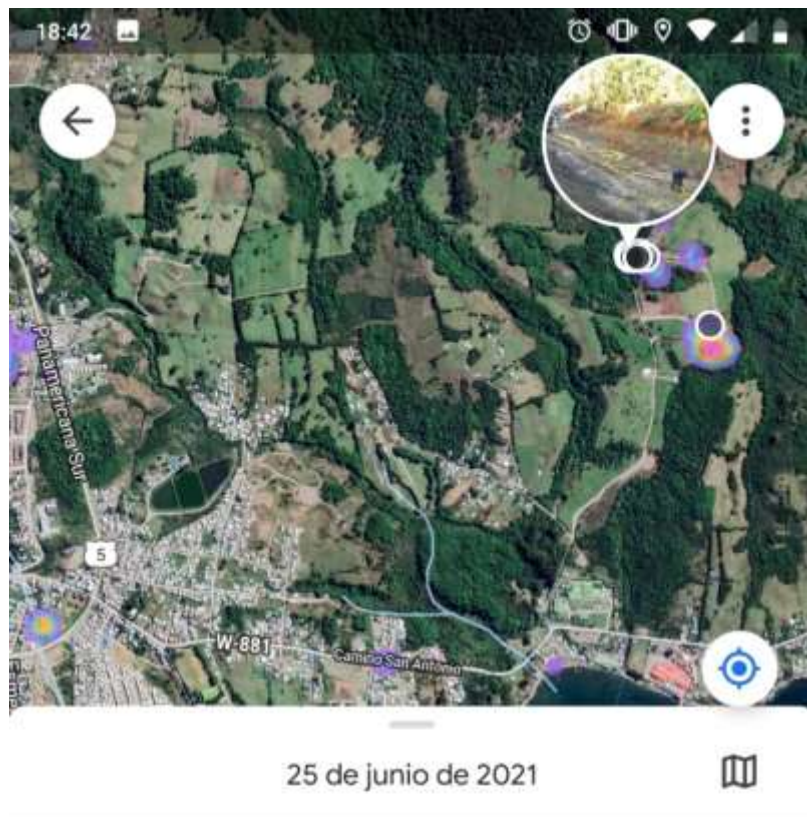 18:42
Panamericana Sur
5
W-881
Camino San Antonio
25 de junio de 2021